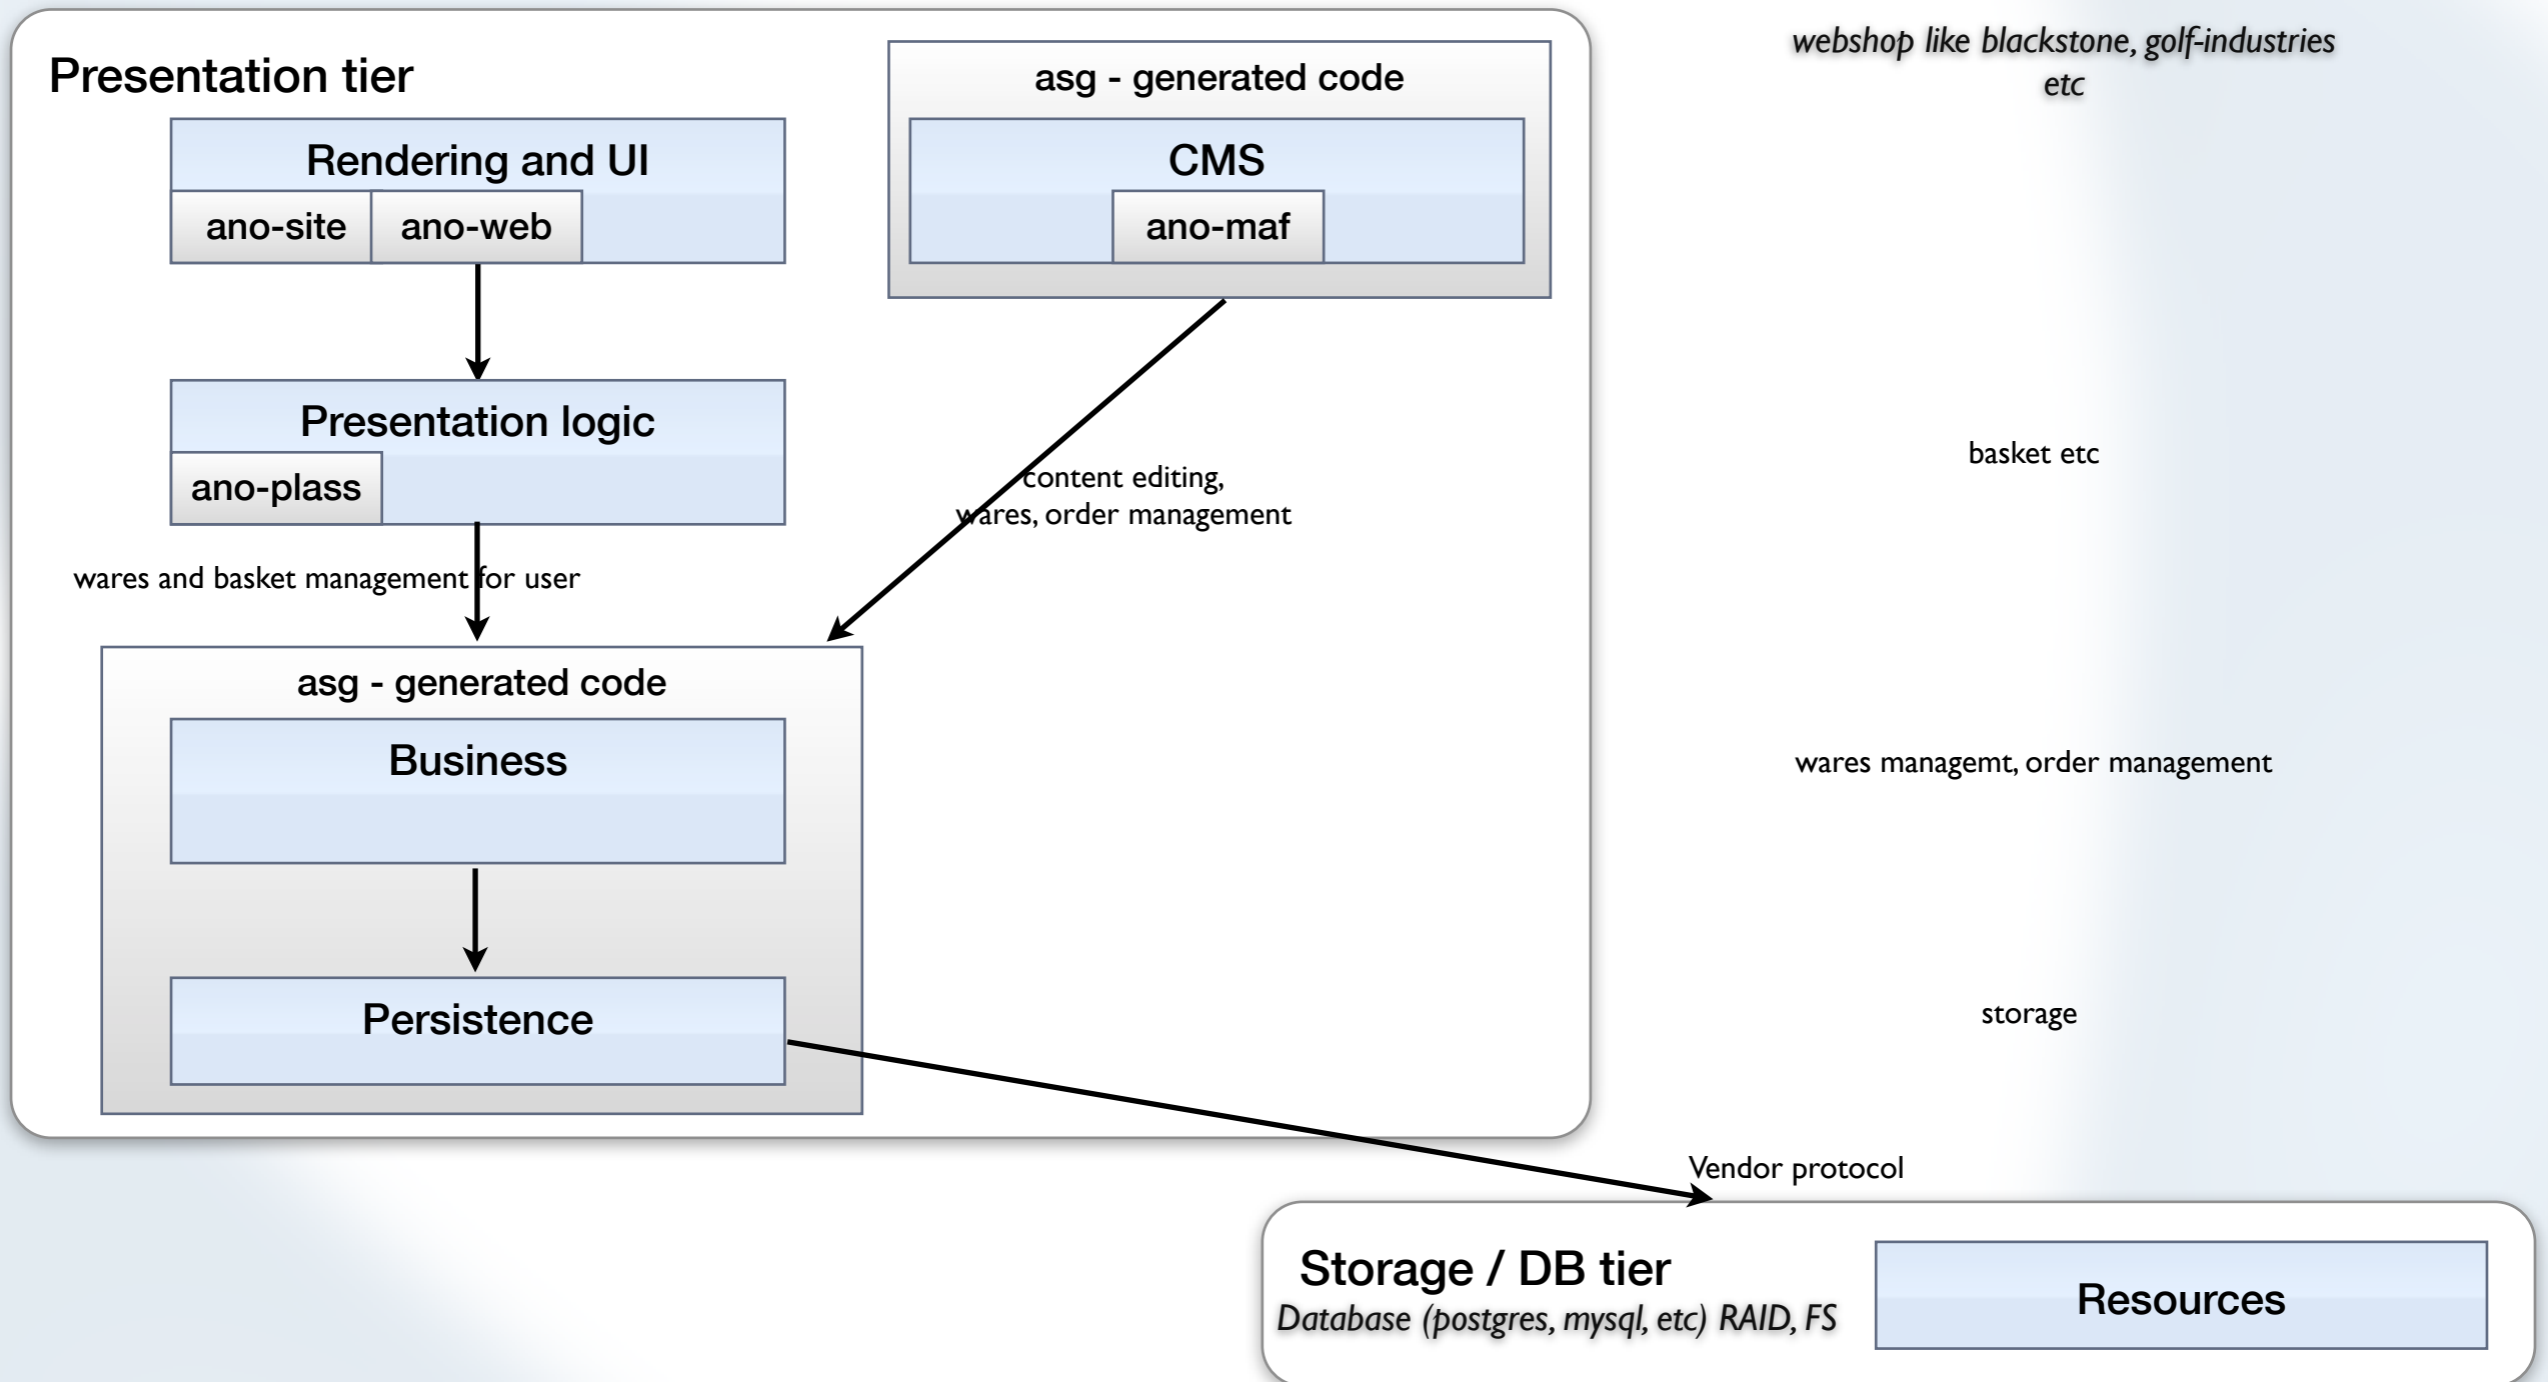 Presentation tier
asg - generated code
webshop like blackstone, golf-industries
etc
Rendering and UI
CMS
ano-site
ano-web
ano-maf
Presentation logic
ano-plass
content editing,
wares, order management
basket etc
wares and basket management for user
asg - generated code
Business
wares managemt, order management
Persistence
storage
Vendor protocol
Storage / DB tier
Database (postgres, mysql, etc) RAID, FS
Resources